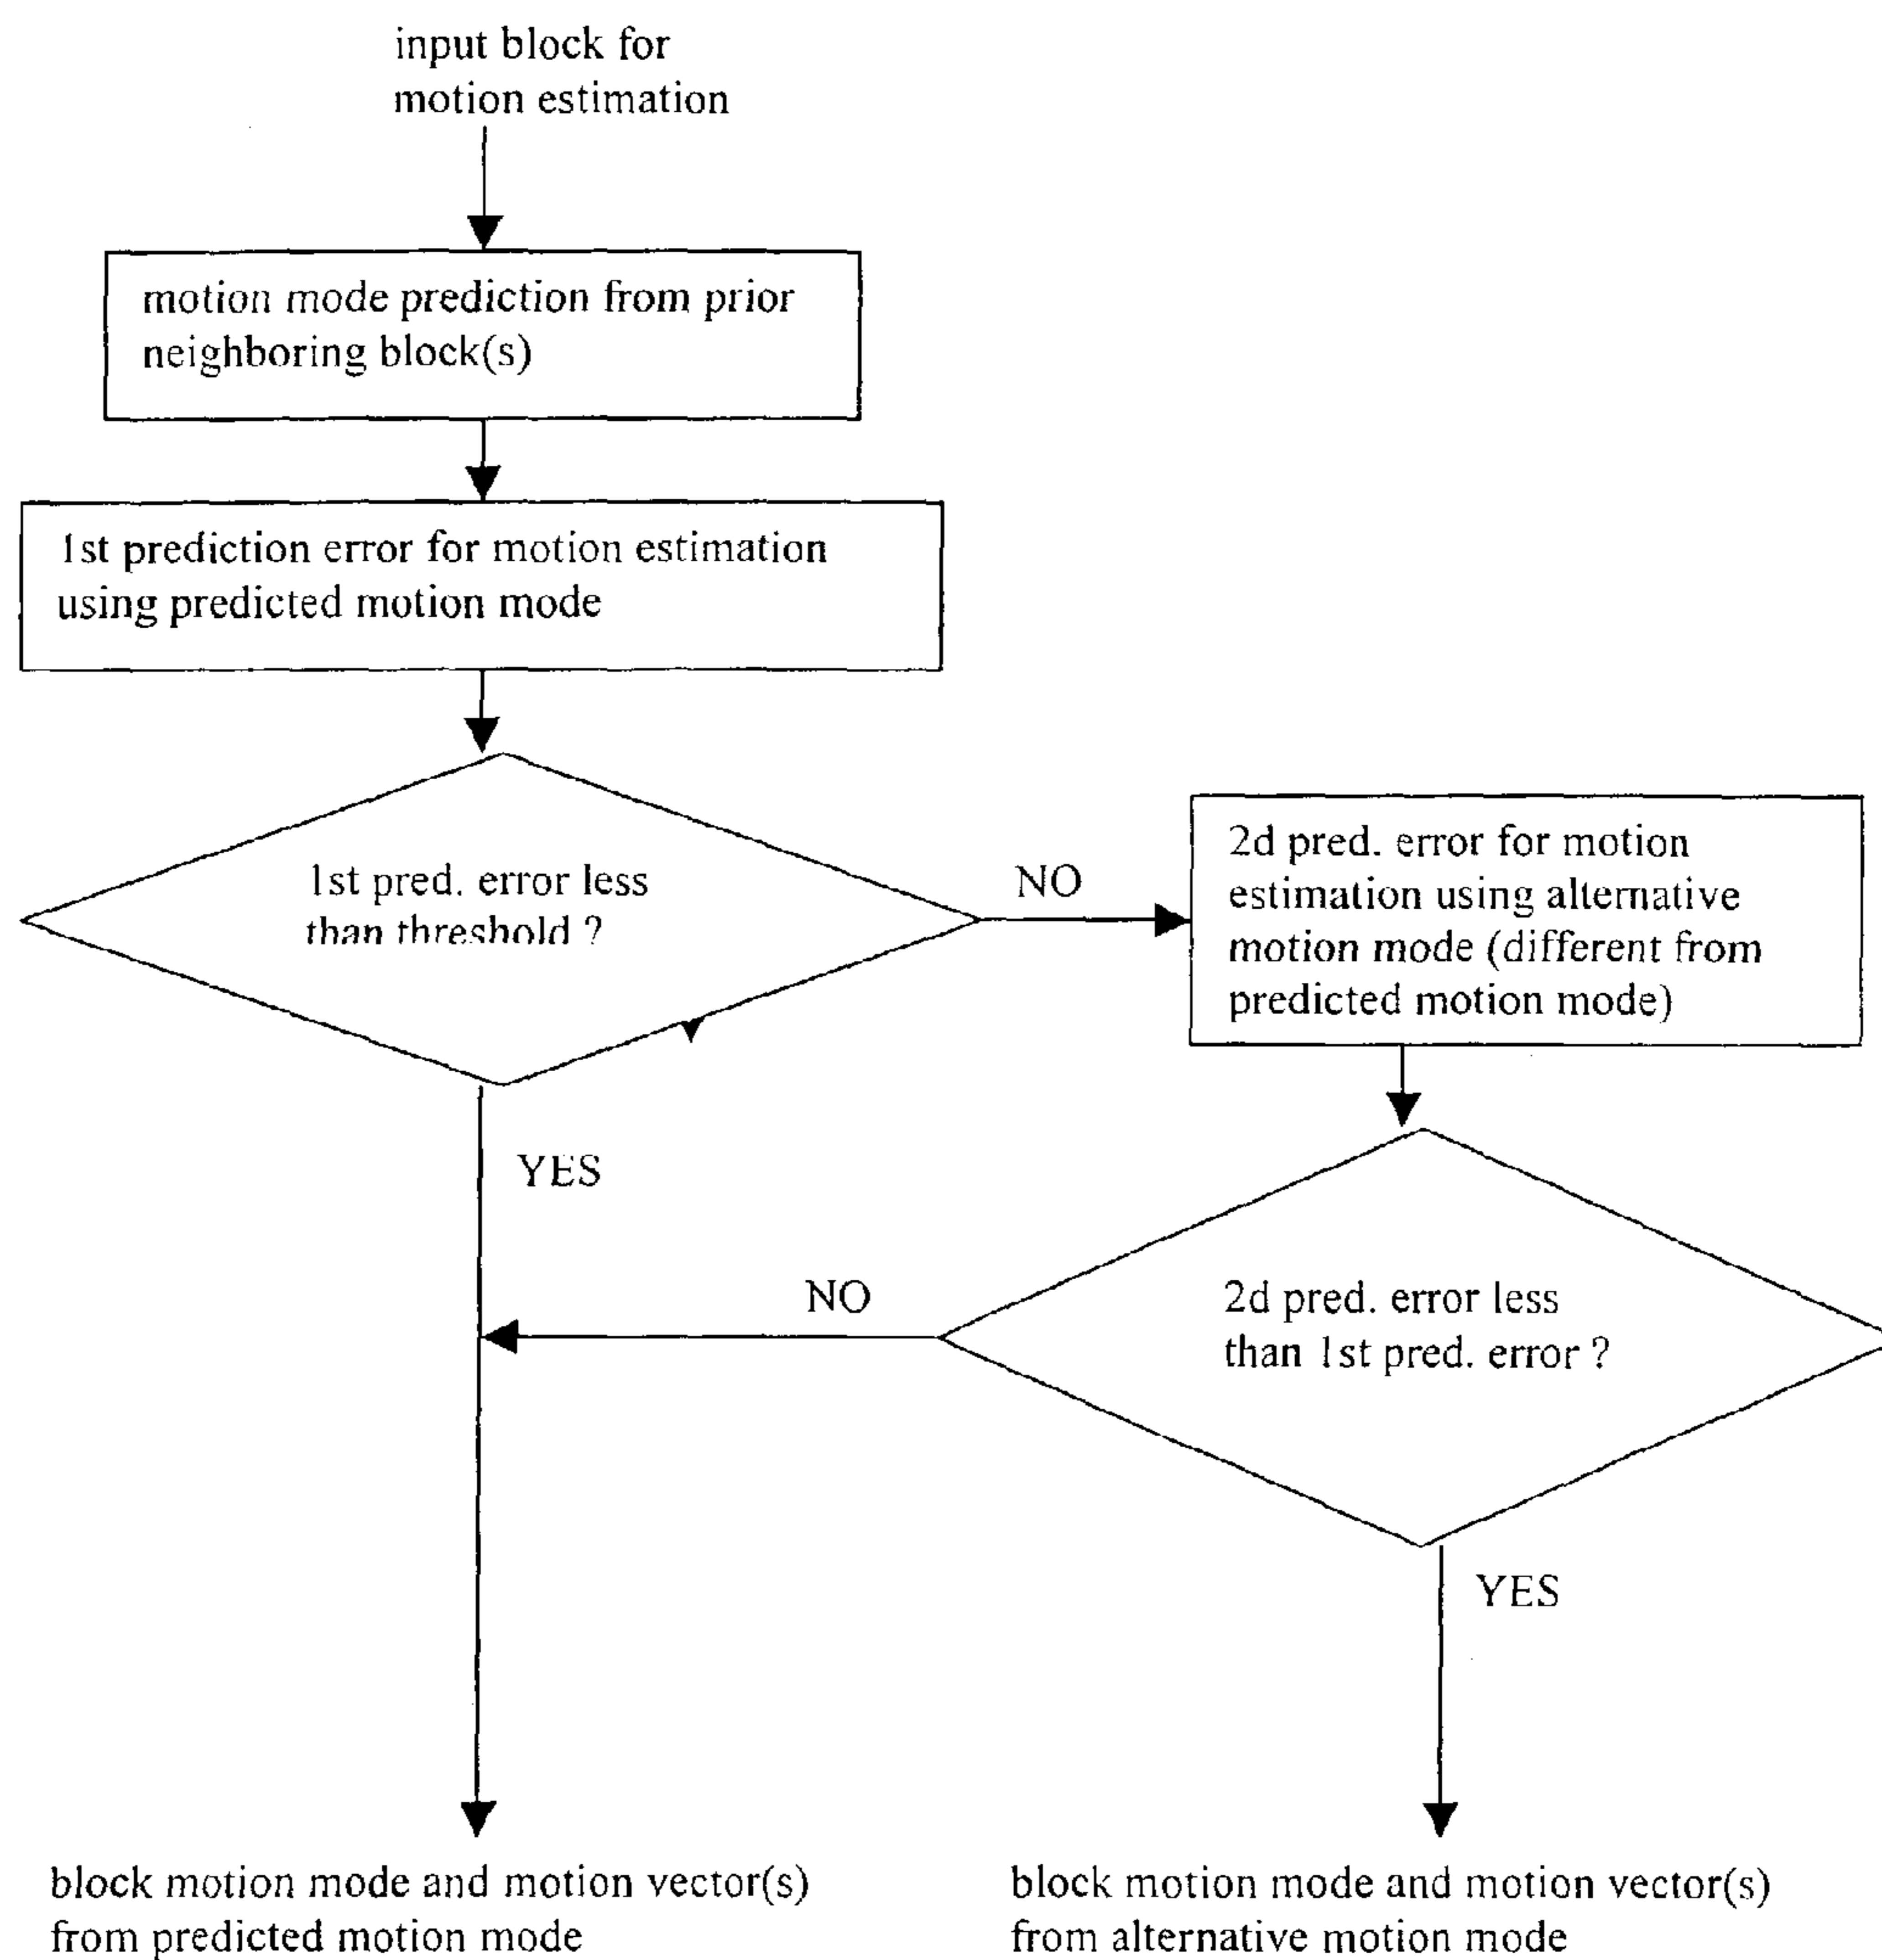 input block for
motion estimation
motion mode prediction from prior
neighboring block(s)
1st prediction error for motion estimation
using predicted motion mode
1st pred. error less
than threshold ?
NO
2d pred. error for motion
estimation using alternative
motion mode (different from
predicted motion mode)
YES
NO
2d pred. error less
than 1st pred. error ?
YES
block motion mode and motion vector(s)
from predicted motion mode
block motion mode and motion vector(s)
from alternative motion mode